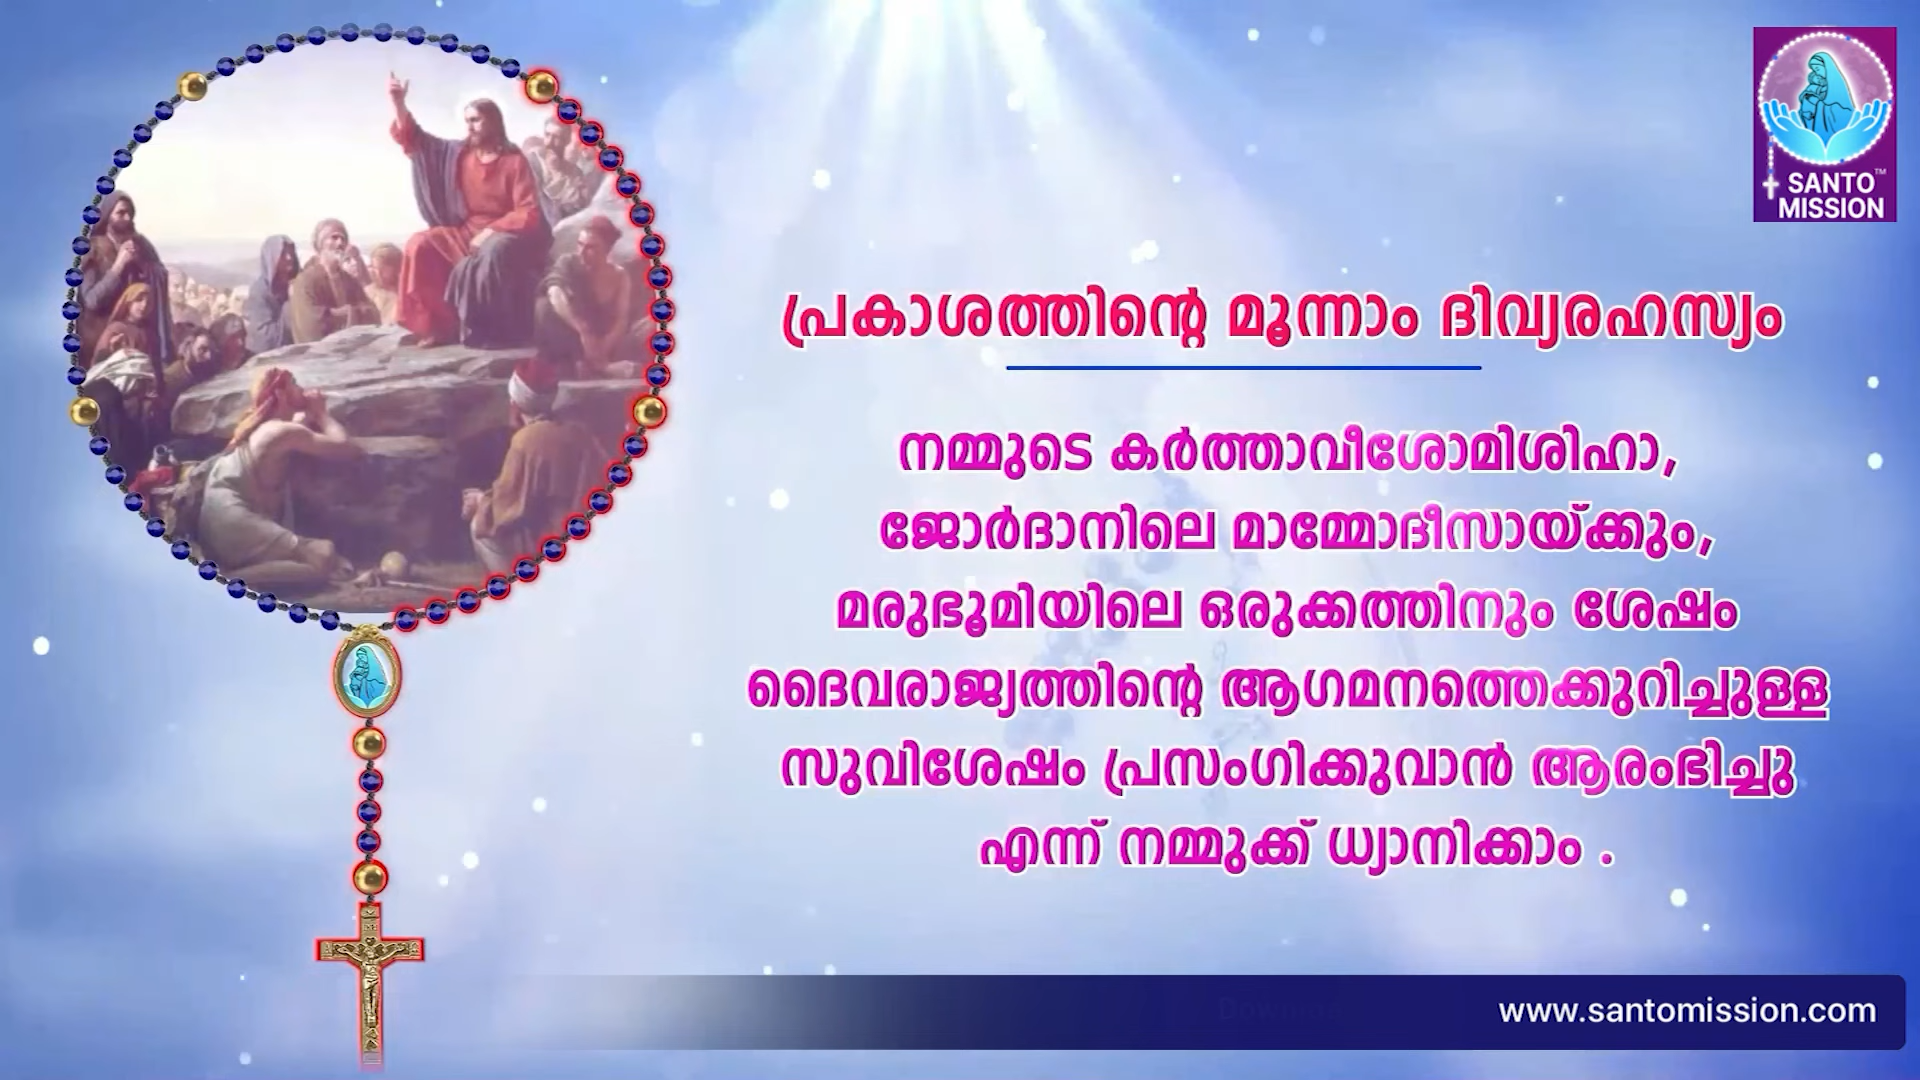 SANTO™
MISSION
പ്രകാശത്തിന്റെ മൂന്നാം ദിവ്യരഹസ്യം
നമ്മുടെ കർത്താവീശോമിശിഹാ,
ജോർദാനിലെ മാമ്മോദീസായ്ക്കും,
മരുഭൂമിയിലെ ഒരുക്കത്തിനും ശേഷം
ദൈവരാജ്യത്തിന്റെ ആഗമനത്തെക്കുറിച്ചുള്ള
സുവിശേഷം പ്രസംഗിക്കുവാൻ ആരംഭിച്ചു
എന്ന് നമ്മുക്ക് ധ്യാനിക്കാം .
www.santomission.com